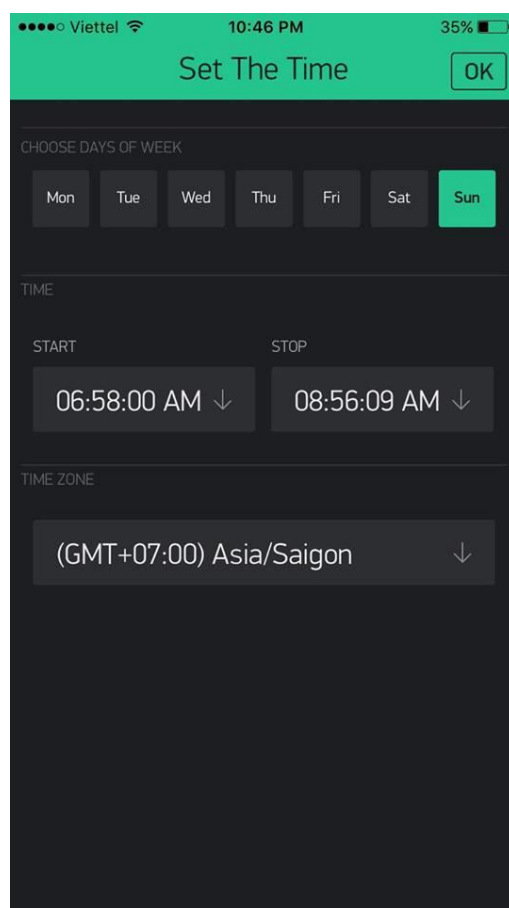 Viettel 10:46 PM 35%
Set The Time OK
CHOOSE DAYS OF WEEK
Mon Tue Wed Thu Fri Sat Sun
TIME
START STOP
06:58:00 AM 08:56:09 AM
TIME ZONE
(GMT+07:00) Asia/Saigon